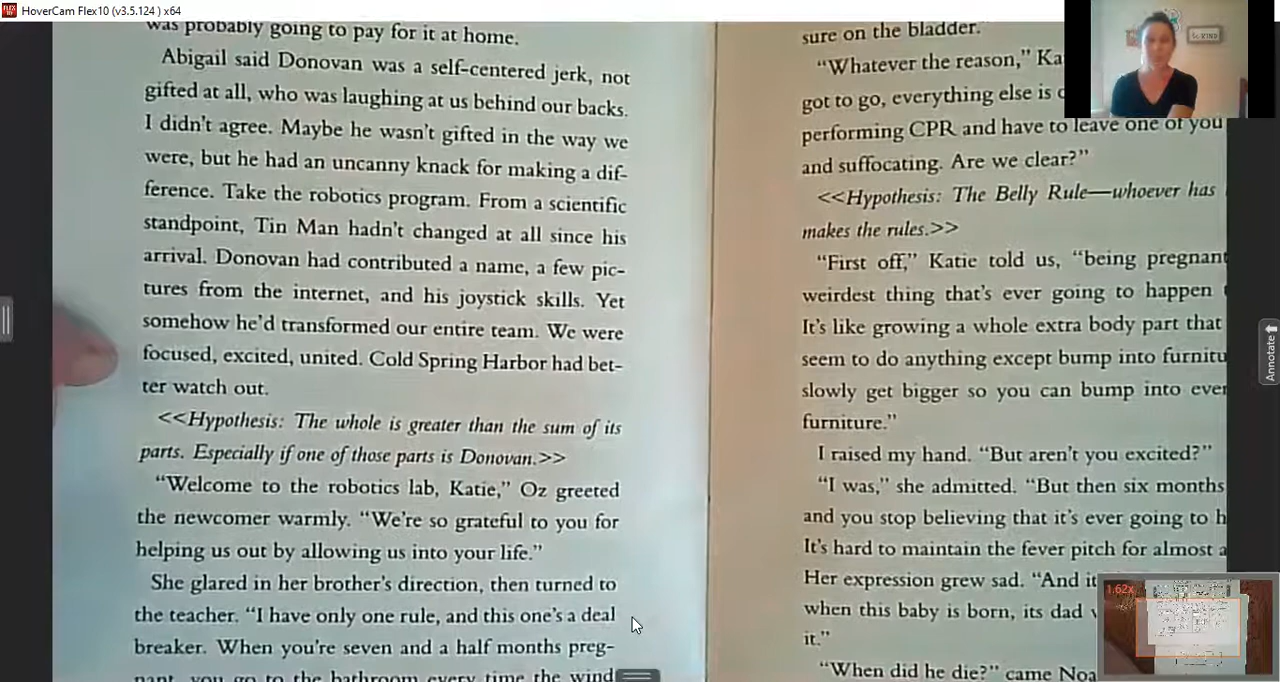 HoverCam Flex10 (v3.5.124) x64
was probably going to pay for it at home.
Abigail said Donovan was a self-centered jerk, not
gifted at all, who was laughing at us behind our backs.
I didn't agree. Maybe he wasn't gifted in the way we
were, but he had an uncanny knack for making a dif-
ference. Take the robotics program. From a scientific
standpoint, Tin Man hadn't changed at all since his
arrival. Donovan had contributed a name, a few pic-
tures from the internet, and his joystick skills. Yet
somehow he'd transformed our entire team. We were
focused, excited, united. Cold Spring Harbor had bet-
ter watch out.
<<Hypothesis: The whole is greater than the sum of its
parts. Especially if one of those parts is Donovan.>>
"Welcome to the robotics lab, Katie," Oz greeted
the newcomer warmly. "We're so grateful to you for
helping us out by allowing us into your life."
She glared in her brother's direction, then turned to
the teacher. "I have only one rule, and this one's a deal
breaker. When you're seven and a half months preg-
nant, you go to the bathroom every time the wind
sure on the bladder."
"Whatever the reason," Ka
got to go, everything else is
performing CPR and have to leave one of you
and suffocating. Are we clear?"
<<Hypothesis: The Belly Rule—whoever has
makes the rules.>>
"First off," Katie told us, "being pregnant
weirdest thing that's ever going to happen
It's like growing a whole extra body part that
seem to do anything except bump into furnitu
slowly get bigger so you can bump into ever
furniture."
I raised my hand. "But aren't you excited?"
"I was," she admitted. "But then six months
and you stop believing that it's ever going to h
It's hard to maintain the fever pitch for almost a
Her expression grew sad. "And it
when this baby is born, its dad
it."
"When did he die?" came Noa
Annotate
1.62x